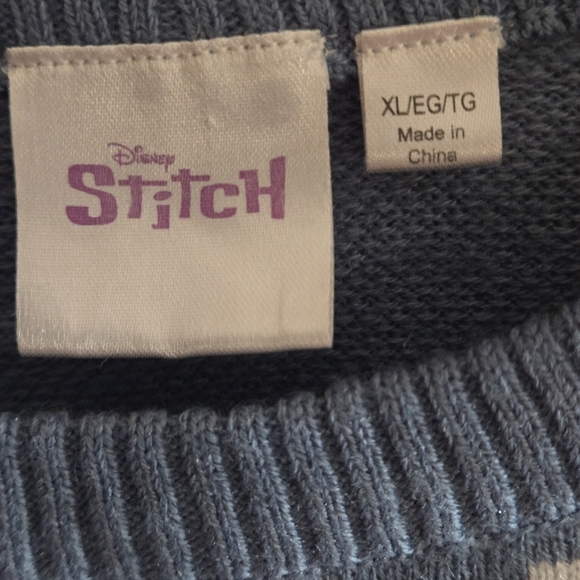 Disney
Stitch
XL/EG/TG
Made in
China